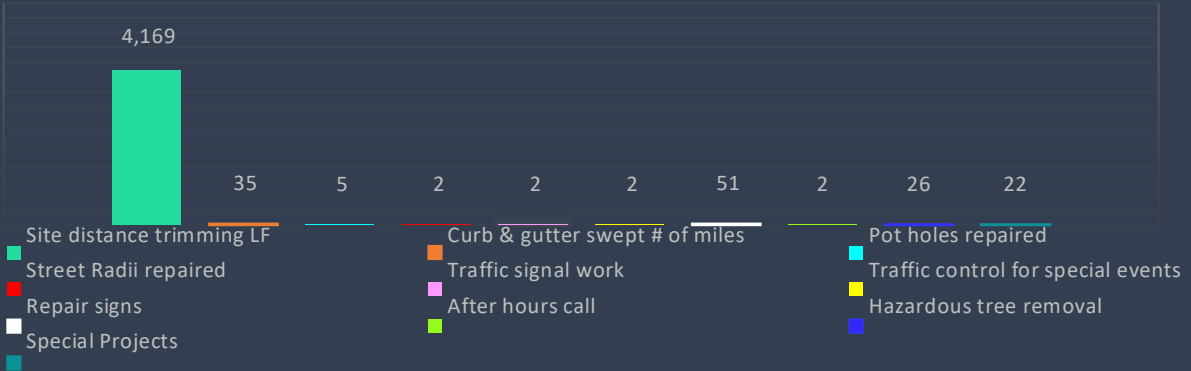 4,169
35 5 2 2 2 51 2 26 22
Site distance trimming LF Curb & gutter swept # of miles Pot holes repaired
Street Radii repaired Traffic signal work Traffic control for special events
Repair signs After hours call Hazardous tree removal
Special Projects